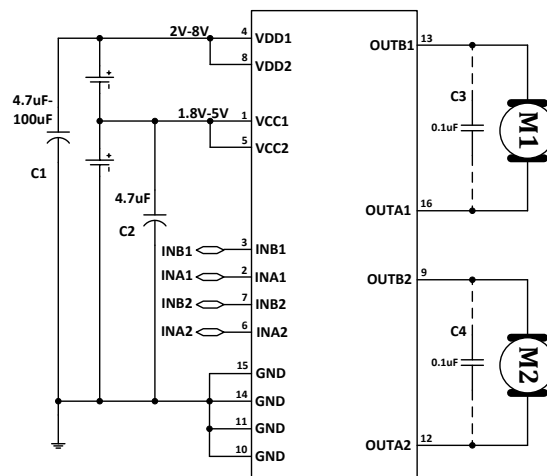 2V-8V 4 VDD1
8 VDD2
4.7uF-
100uF
C1
1.8V-5V 1 VCC1
5 VCC2
4.7uF
C2
INB1 3 INB1
INA1 2 INA1
INB2 7 INB2
INA2 6 INA2
15 GND
14 GND
11 GND
10 GND
OUTB1 13
C3
0.1uF
M1
OUTA1 16
OUTB2 9
C4
0.1uF
M2
OUTA2 12